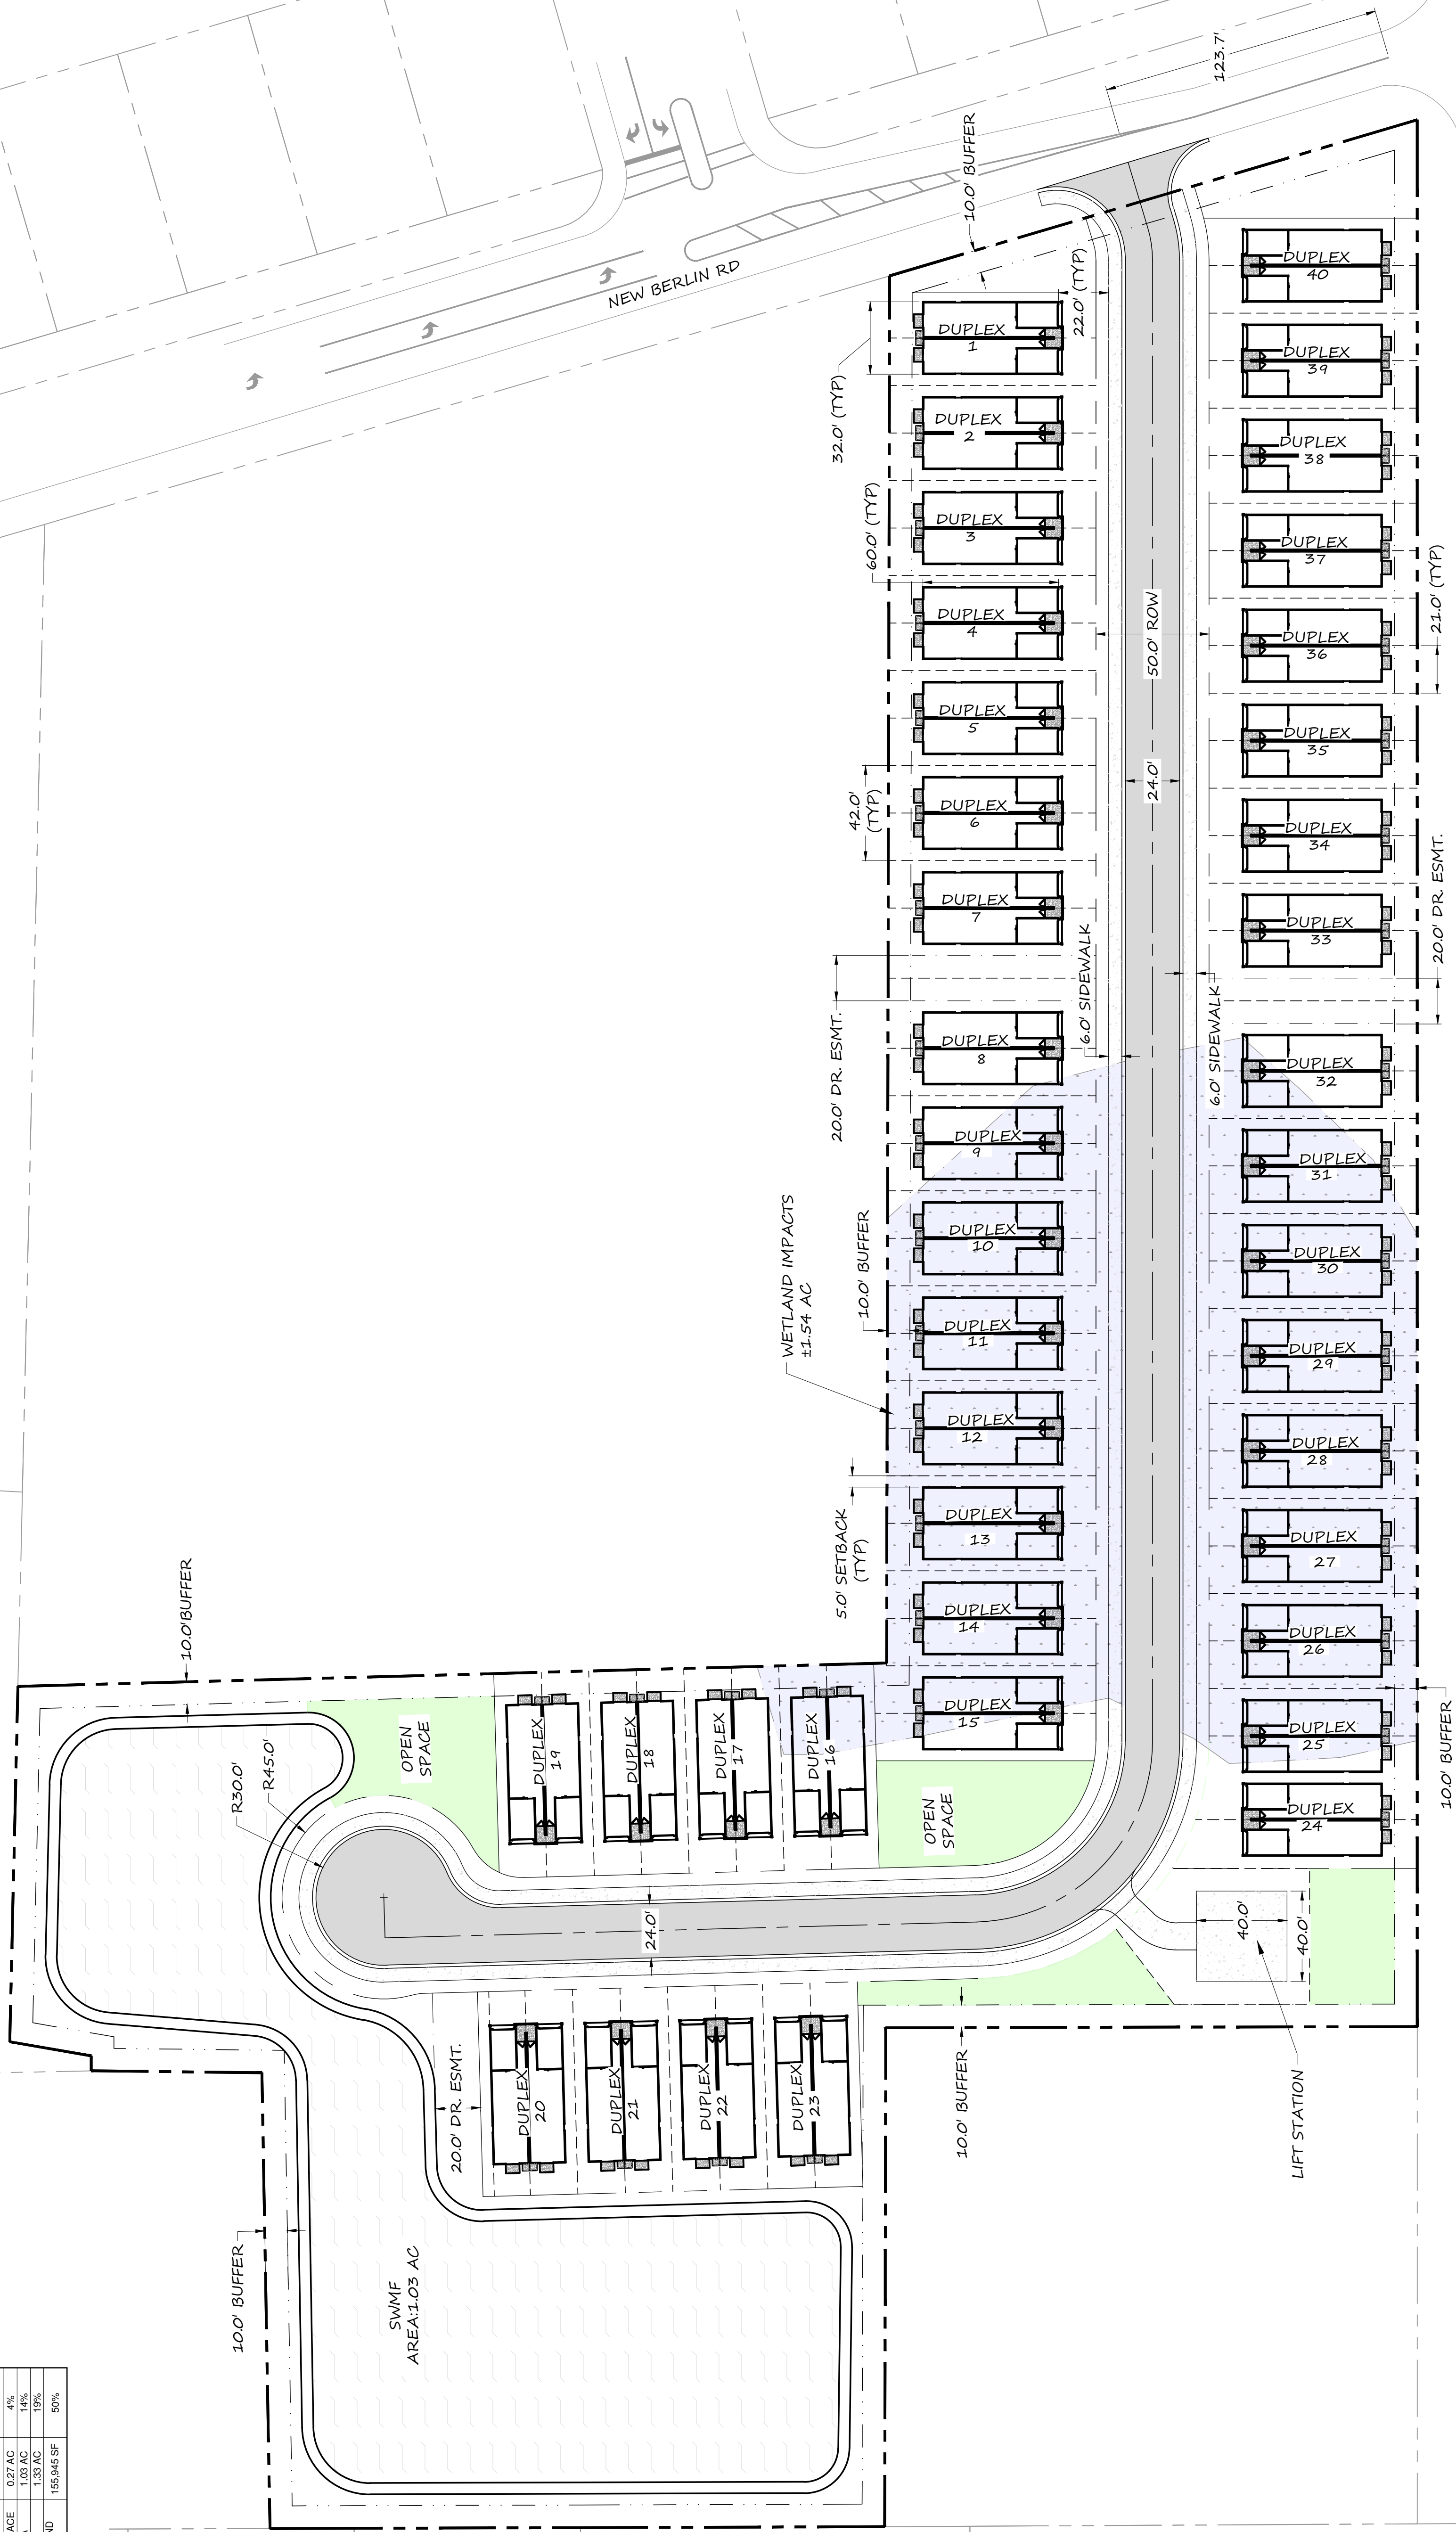 123.7'
10.0' BUFFER
NEW BERLIN RD
22.0' (TYP)
32.0' (TYP)
60.0' (TYP)
42.0'
(TYP)
DUPLEX
1
DUPLEX
2
DUPLEX
3
DUPLEX
4
DUPLEX
5
DUPLEX
6
DUPLEX
7
DUPLEX
40
DUPLEX
39
DUPLEX
38
DUPLEX
37
DUPLEX
36
DUPLEX
35
DUPLEX
34
DUPLEX
33
50.0' ROW
24.0'
21.0' (TYP)
20.0' DR. ESMT.
20.0' DR. ESMT.
6.0' SIDEWALK
6.0' SIDEWALK
DUPLEX
8
DUPLEX
9
DUPLEX
10
DUPLEX
11
DUPLEX
12
DUPLEX
13
DUPLEX
14
DUPLEX
15
DUPLEX
32
DUPLEX
31
DUPLEX
30
DUPLEX
29
DUPLEX
28
DUPLEX
27
DUPLEX
26
DUPLEX
25
DUPLEX
24
WETLAND IMPACTS
±1.54 AC
10.0' BUFFER
5.0' SETBACK
(TYP)
10.0' BUFFER
10.0'BUFFER
R30.0'
R45.0'
OPEN
SPACE
DUPLEX
19
DUPLEX
18
DUPLEX
17
DUPLEX
16
OPEN
SPACE
24.0'
40.0'
40.0'
LIFT STATION
10.0' BUFFER
DUPLEX
20
DUPLEX
21
DUPLEX
22
DUPLEX
23
20.0' DR. ESMT.
10.0' BUFFER
SWMF
AREA:1.03 AC
0.27 AC 4%
1.03 AC 14%
1.33 AC 19%
155,945 SF 50%